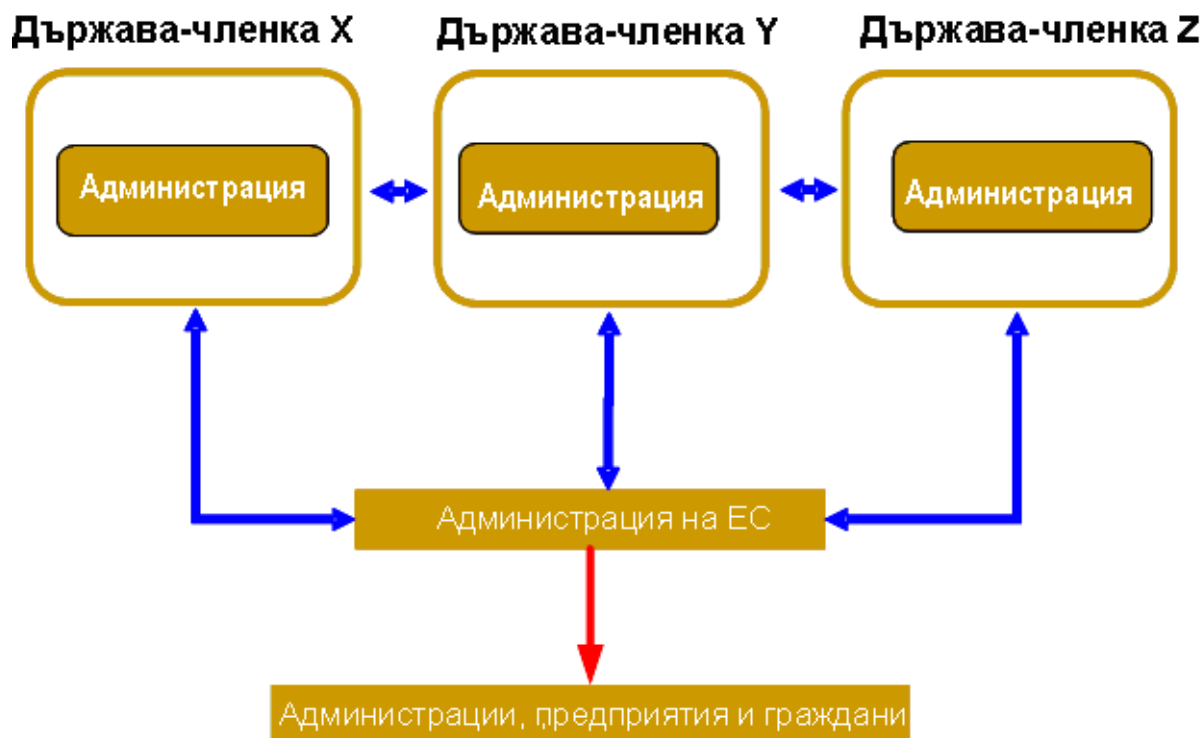 Държава-членка X
Държава-членка Y
Държава-членка Z
Администрация
Администрация
Администрация
Администрация на ЕС
Администрации, предприятия и граждани